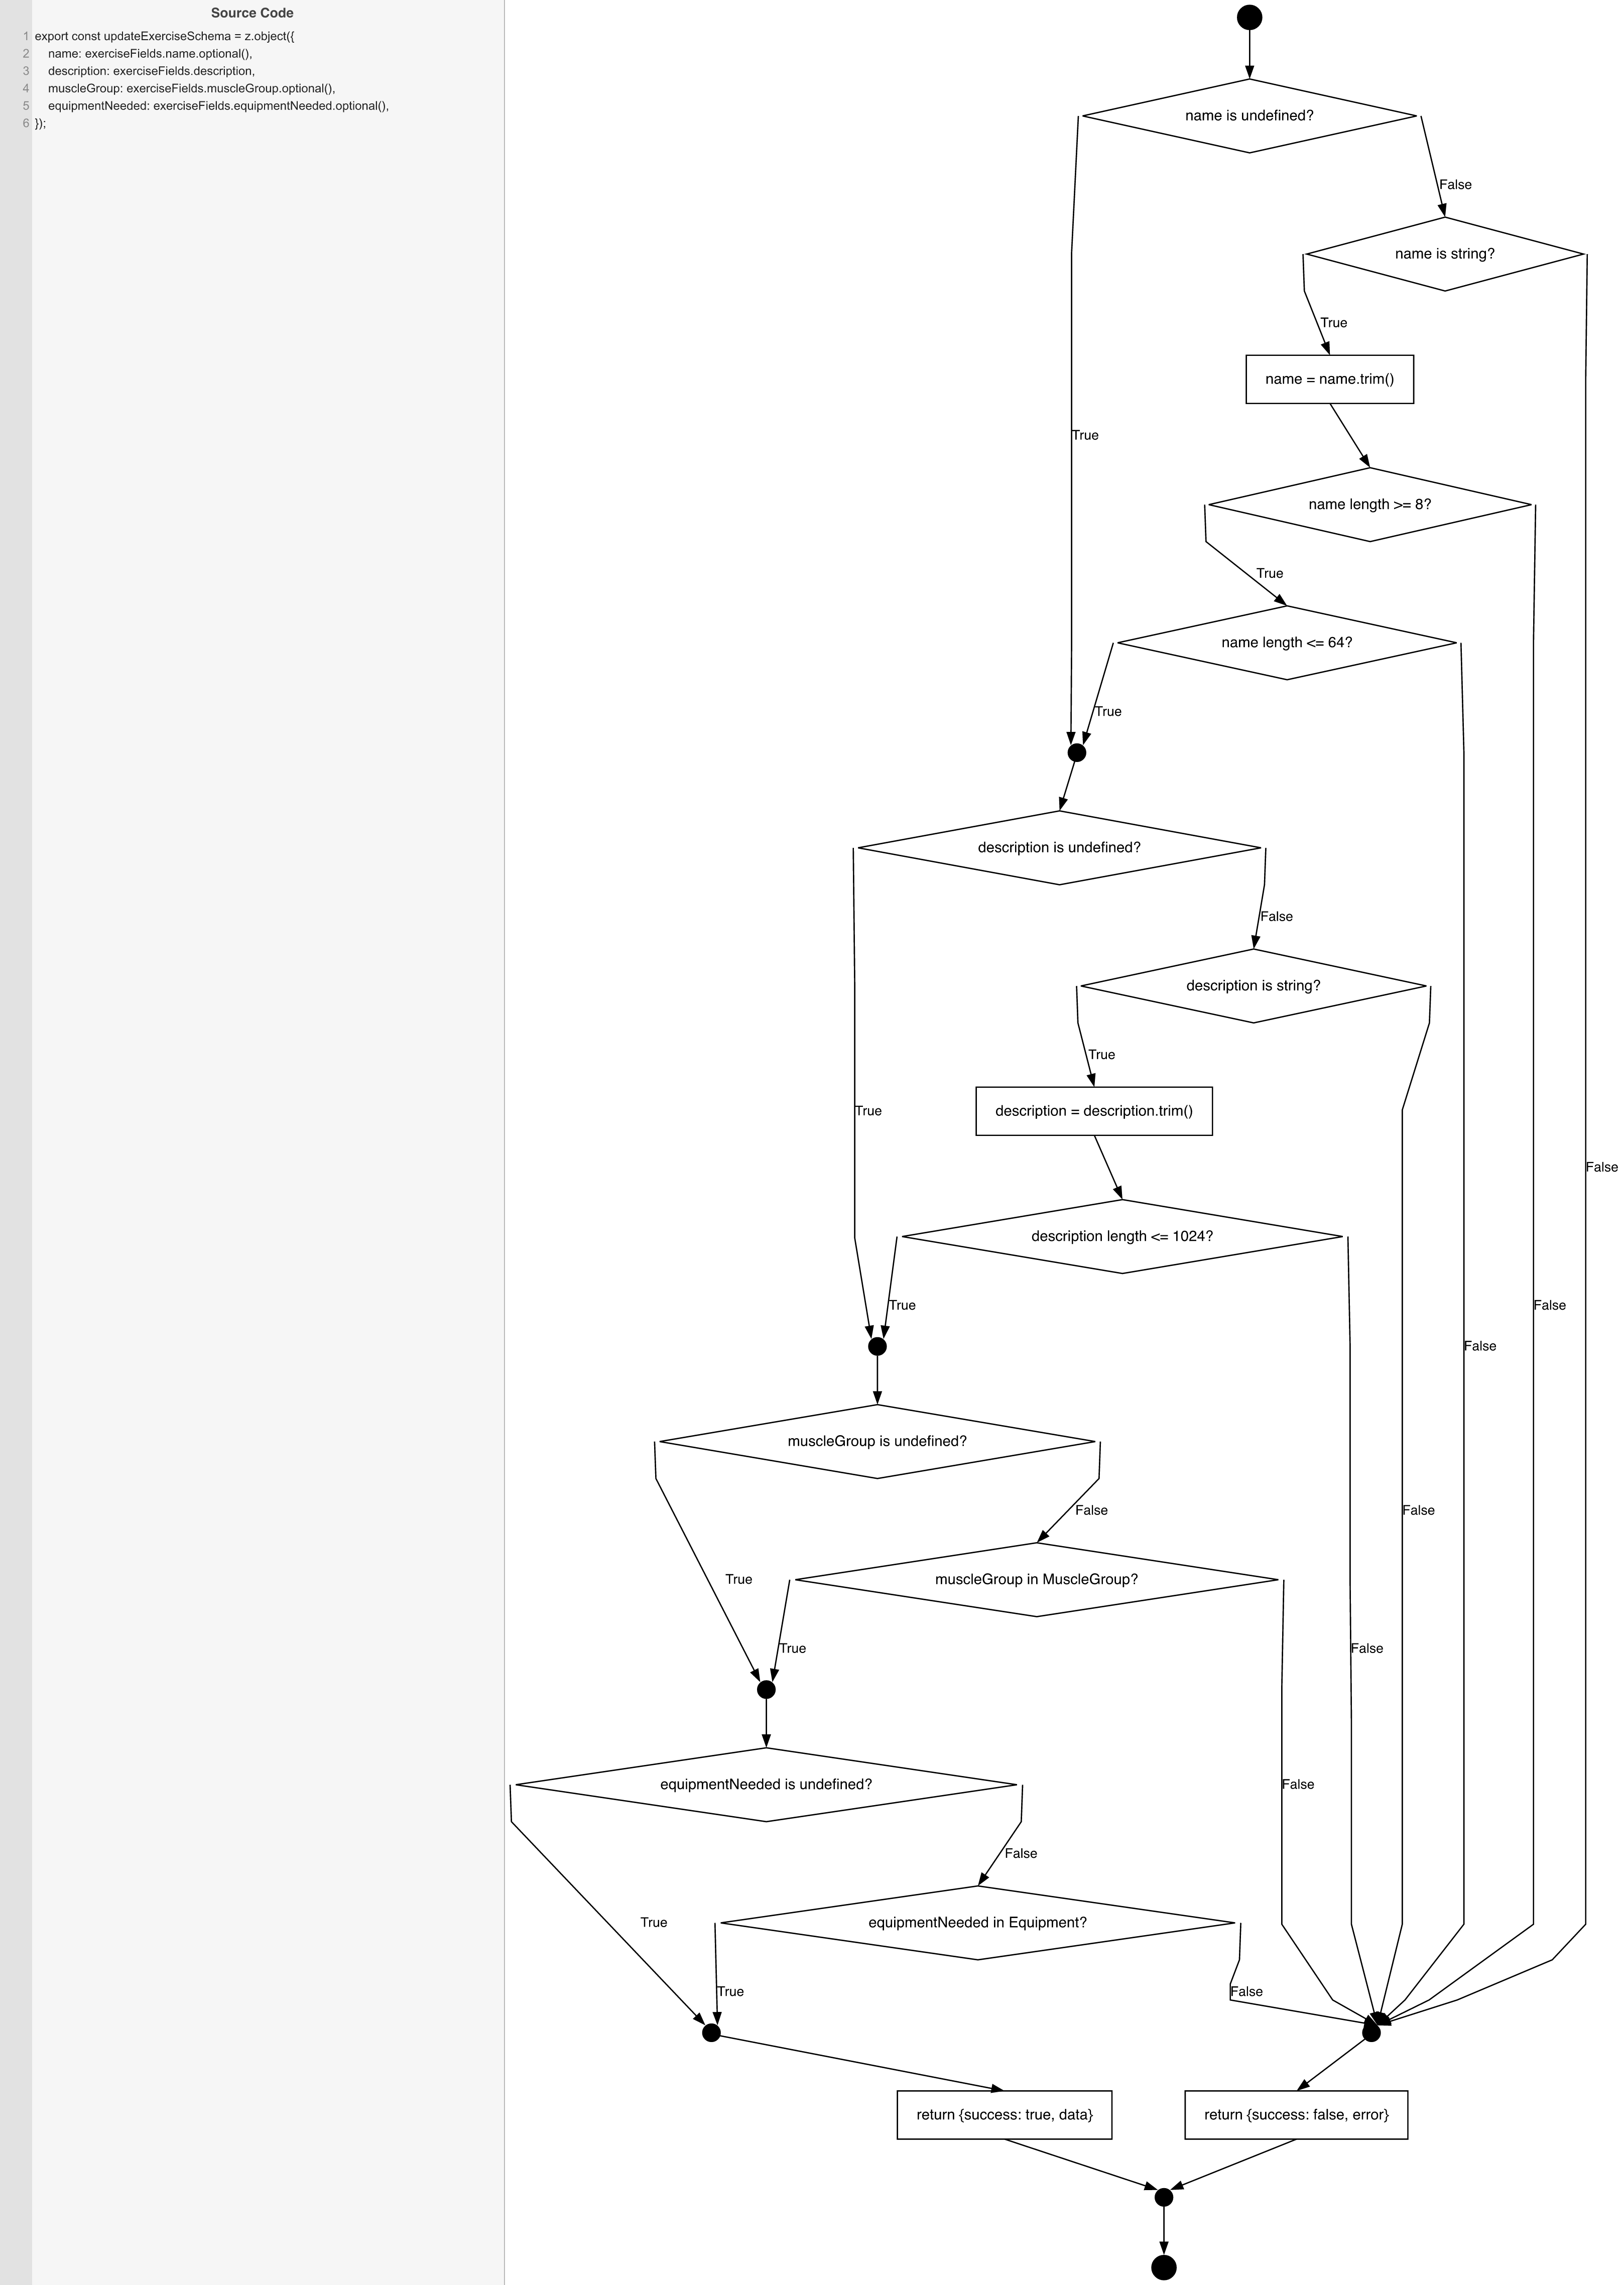 Source Code
1 export const updateExerciseSchema = z.object({
2 name: exerciseFields.name.optional(),
3 description: exerciseFields.description,
4 muscleGroup: exerciseFields.muscleGroup.optional(),
5 equipmentNeeded: exerciseFields.equipmentNeeded.optional(),
6 });
name is undefined?
False
name is string?
True
name = name.trim()
True
name length >= 8?
True
name length <= 64?
True
description is undefined?
False
description is string?
True
description = description.trim()
True
False
description length <= 1024?
True
False
False
muscleGroup is undefined?
False
False
muscleGroup in MuscleGroup?
True
True
False
equipmentNeeded is undefined?
False
False
equipmentNeeded in Equipment?
True
True
False
return {success: true, data}
return {success: false, error}